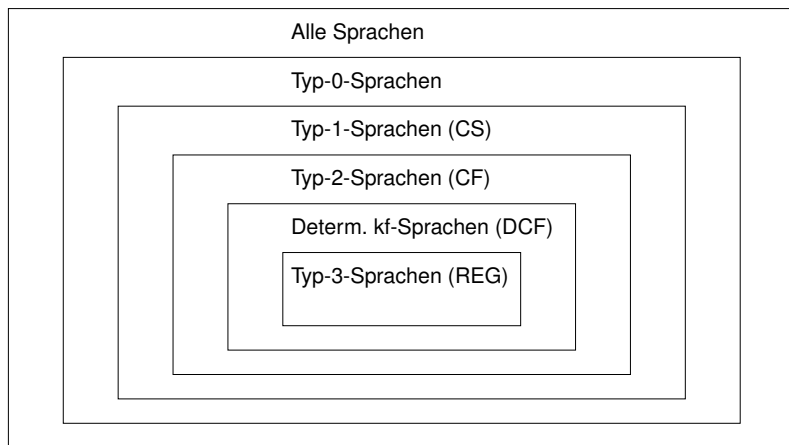 Alle Sprachen
Typ-0-Sprachen
Typ-1-Sprachen (CS)
Typ-2-Sprachen (CF)
Determ. kf-Sprachen (DCF)
Typ-3-Sprachen (REG)